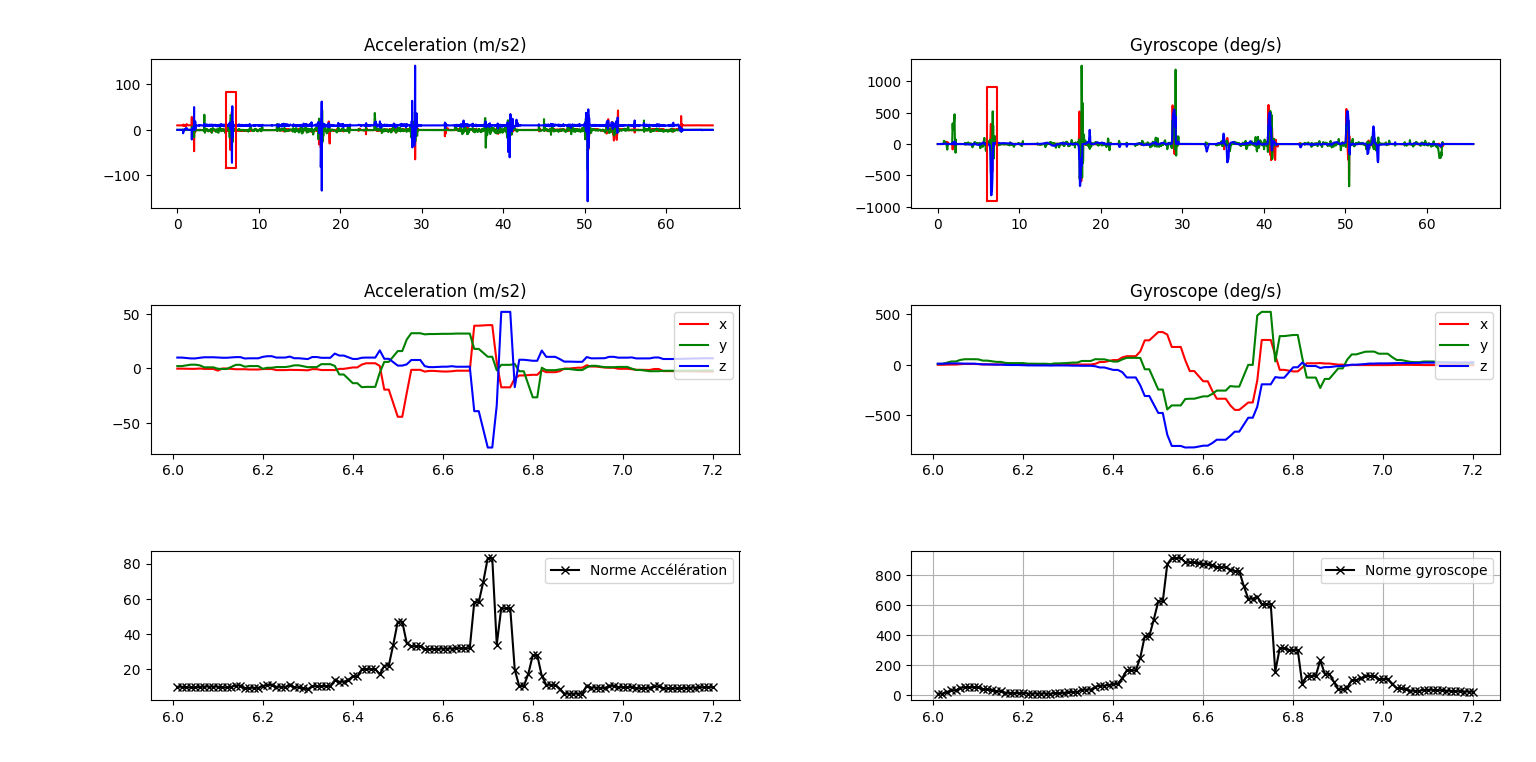 Acceleration (m/s2)
100
0
−100
0 10 20 30 40 50 60
Gyroscope (deg/s)
1000
500
0
−500
−1000
0 10 20 30 40 50 60
Acceleration (m/s2)
50
0
−50
x
y
z
6.0 6.2 6.4 6.6 6.8 7.0 7.2
Gyroscope (deg/s)
500
0
−500
x
y
z
6.0 6.2 6.4 6.6 6.8 7.0 7.2
80
60
40
20
Norme Accélération
6.0 6.2 6.4 6.6 6.8 7.0 7.2
800
600
400
200
0
Norme gyroscope
6.0 6.2 6.4 6.6 6.8 7.0 7.2